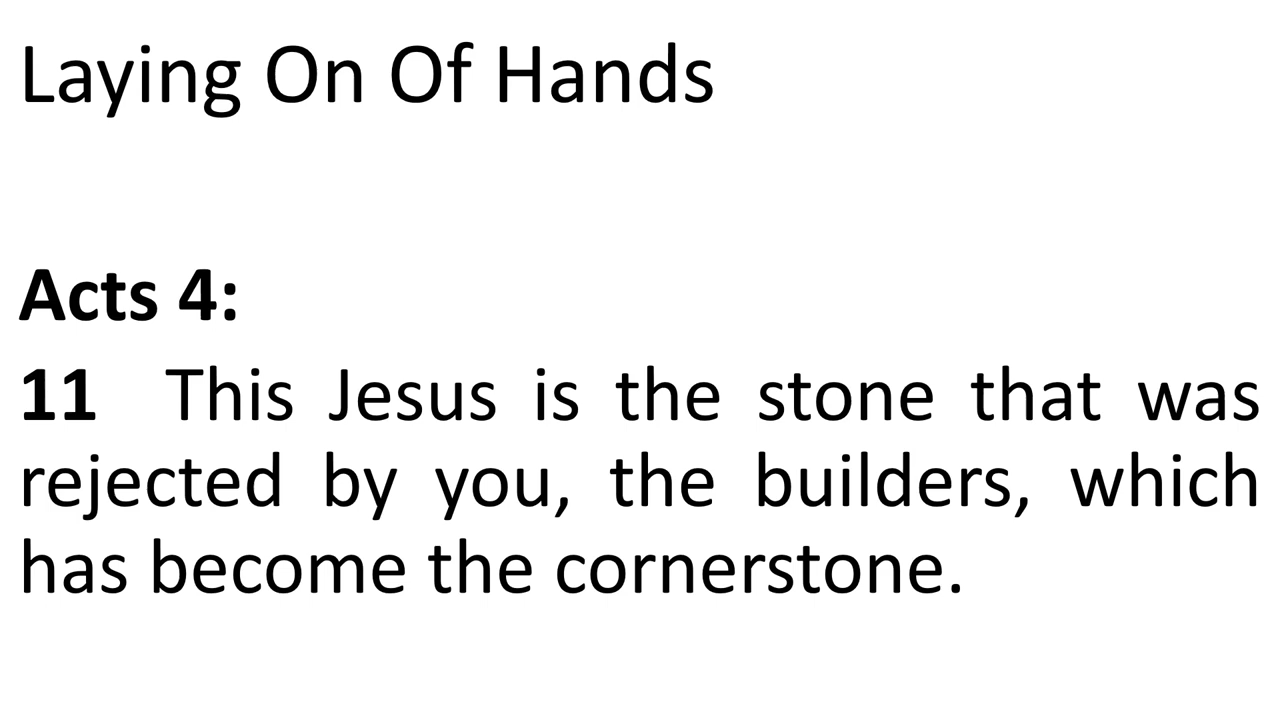 Laying On Of Hands
Acts 4:
11 This Jesus is the stone that was
rejected by you, the builders, which
has become the cornerstone.